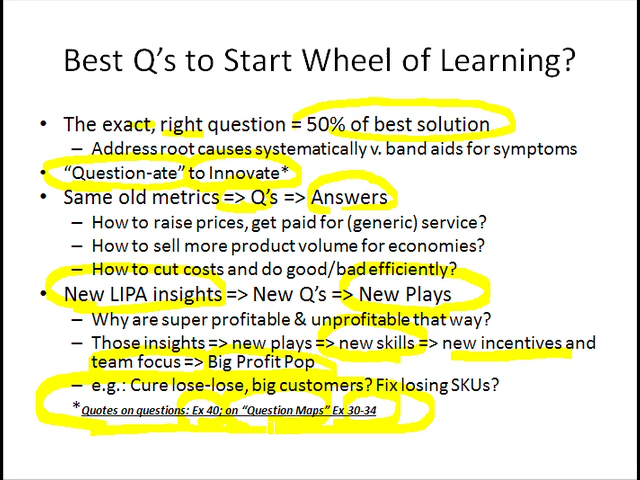 Best Q's to Start Wheel of Learning?
• The exact, right question = 50% of best solution
– Address root causes systematically v. band aids for symptoms
• “Question-ate” to Innovate*
• Same old metrics => Q's => Answers
– How to raise prices, get paid for (generic) service?
– How to sell more product volume for economies?
– How to cut costs and do good/bad efficiently?
• New LIPA insights => New Q's => New Plays
– Why are super profitable & unprofitable that way?
– Those insights => new plays => new skills => new incentives and
team focus => Big Profit Pop
– e.g.: Cure lose-lose, big customers? Fix losing SKUs?
*Quotes on questions: Ex 40; on “Question Maps” Ex 30-34